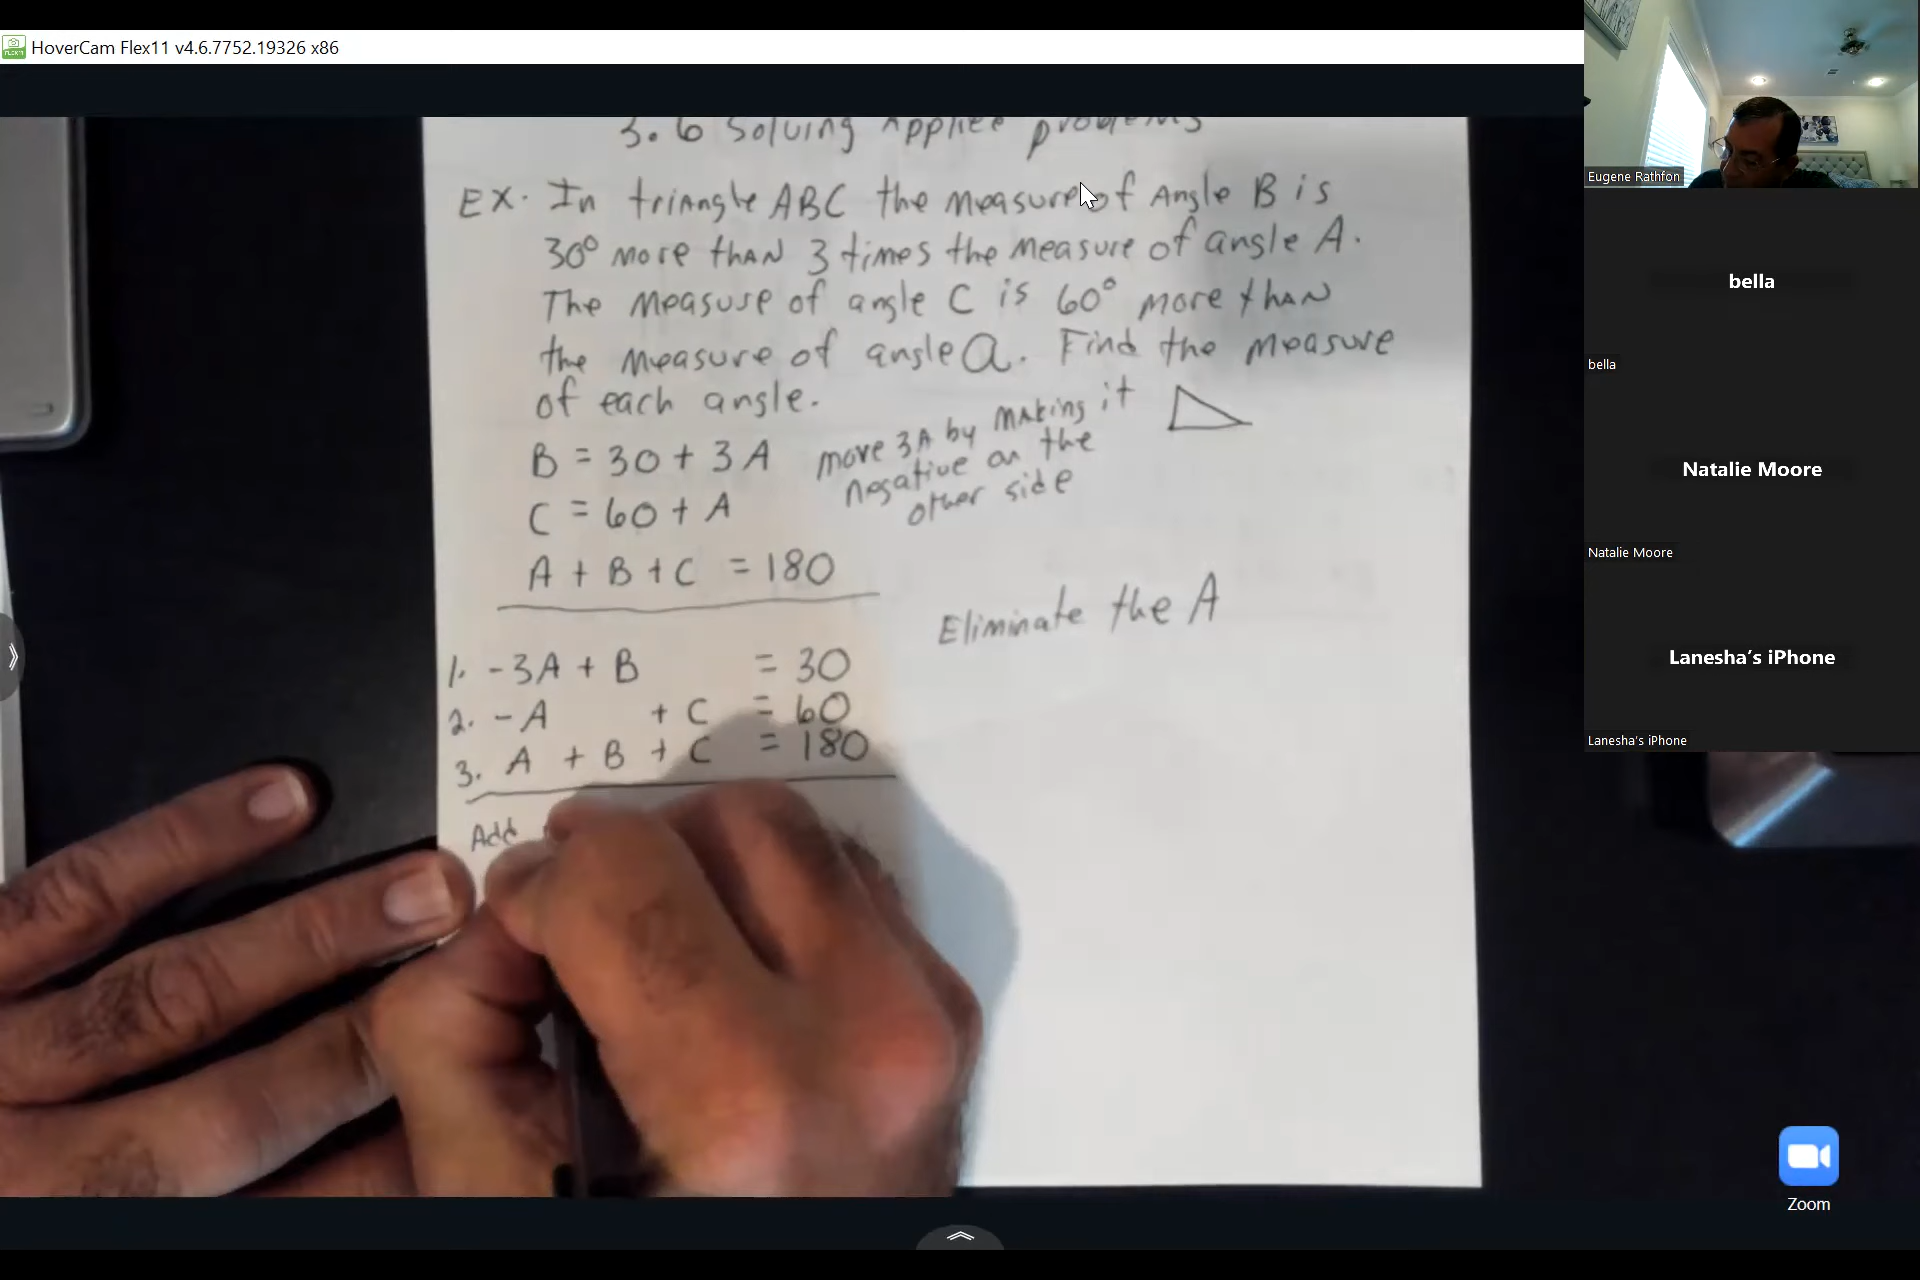 HoverCam Flex11 v4.6.7752.19326 x86
3.6 Solving Applied problems
EX. In triangle ABC the measure of Angle B is
30° more than 3 times the measure of angle A.
The measure of angle C is 60° more than
the measure of angle a. Find the measure
of each angle.
B = 30 + 3A
move 3A by making it
negative on the
other side
C = 60 + A
A + B + C = 180
Eliminate the A
1. -3A + B = 30
2. -A + C = 60
3. A + B + C = 180
Add
Eugene Rathfon
bella
bella
Natalie Moore
Natalie Moore
Lanesha's iPhone
Lanesha's iPhone
Zoom